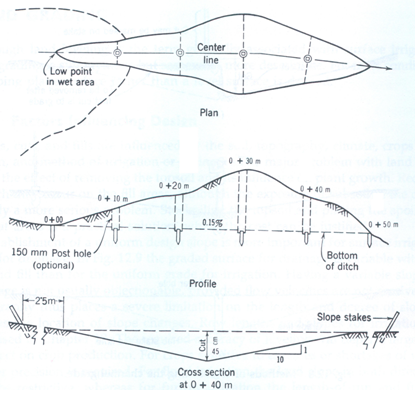 Center
line
Low point
in wet area
Plan
0 + 30 m
0 +20 m
0 + 40 m
0 + 10 m
0+00
0.15%
0 +50 m
150 mm Post hole
(optional)
Bottom
of ditch
Profile
2'5m
Slope stakes
Cut
cm
45
1
10
Cross section
at 0 + 40 m